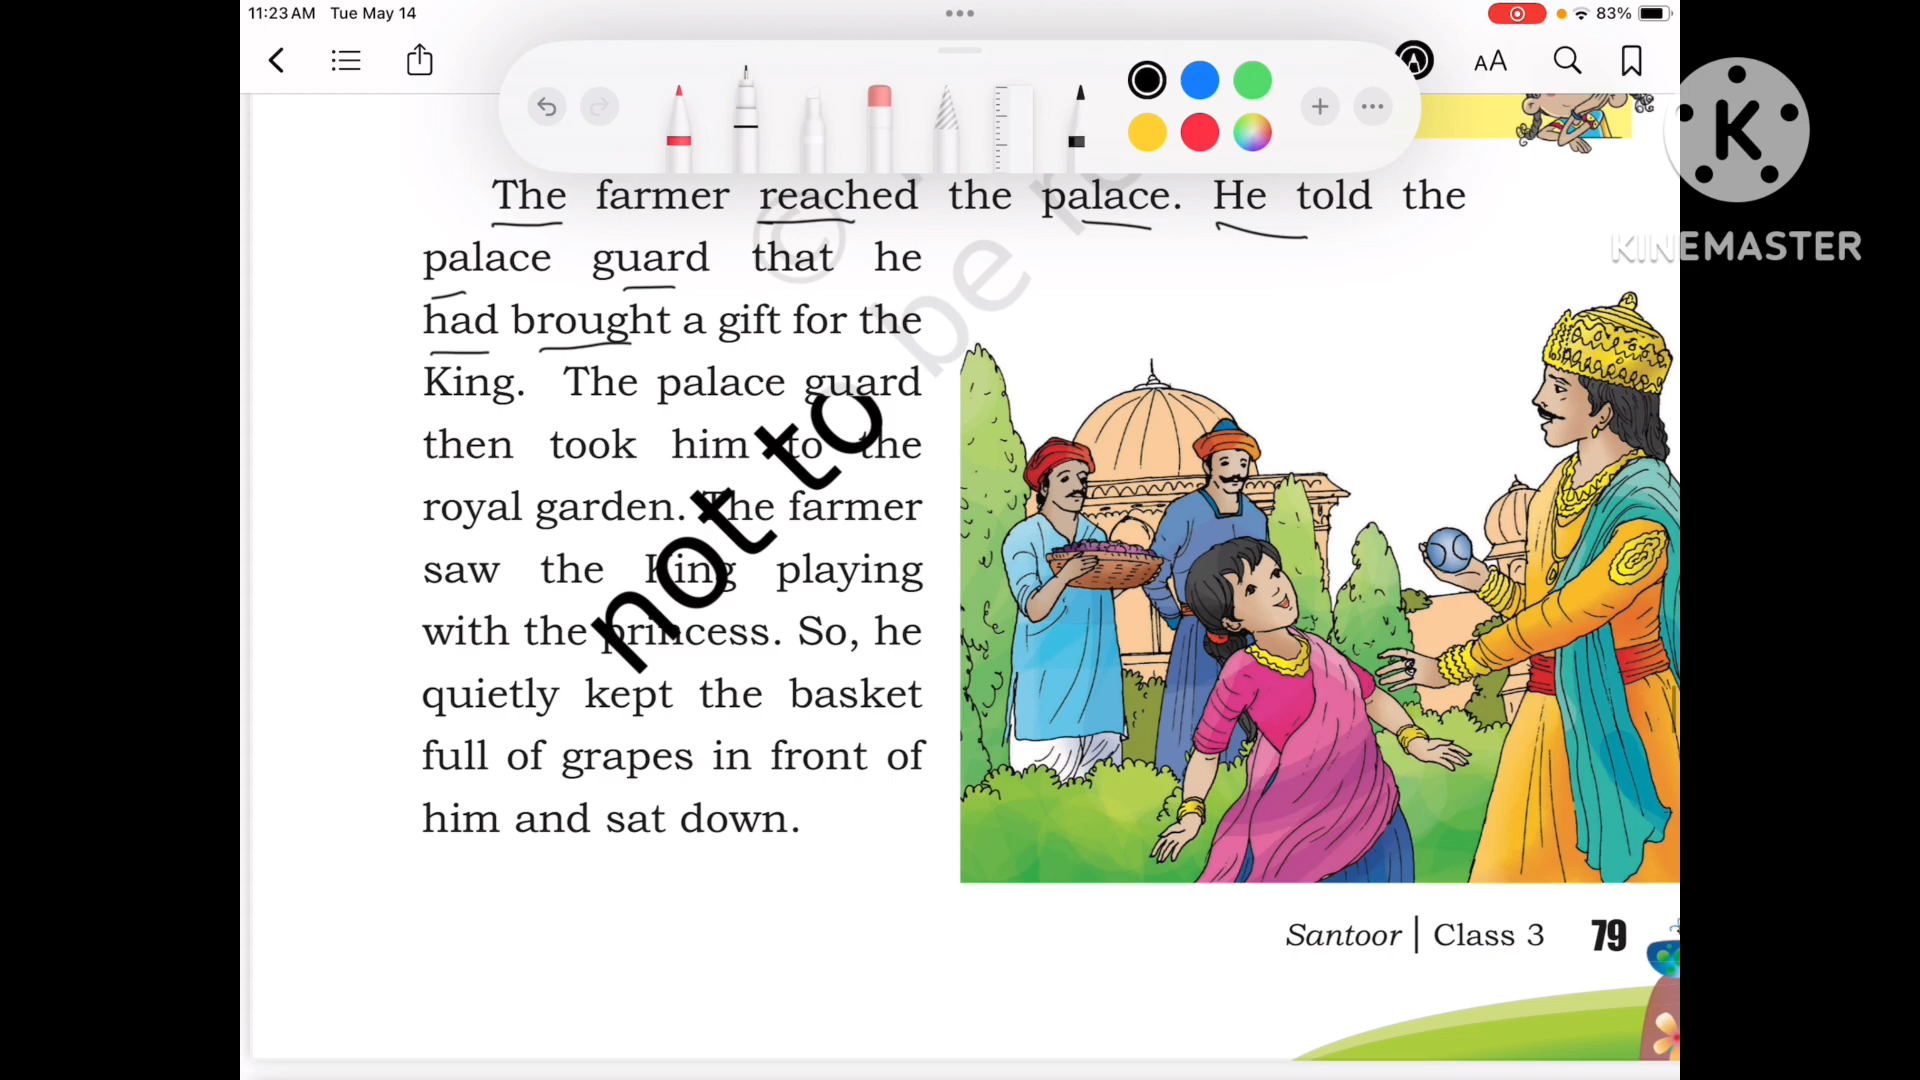 11:23 AM Tue May 14
83%
AA
K
KINEMASTER
The farmer reached the palace. He told the
palace guard that he
had brought a gift for the
King. The palace guard
then took him to the
royal garden. The farmer
saw the King playing
with the princess. So, he
quietly kept the basket
full of grapes in front of
him and sat down.
©
not to be
Santoor | Class 3 79